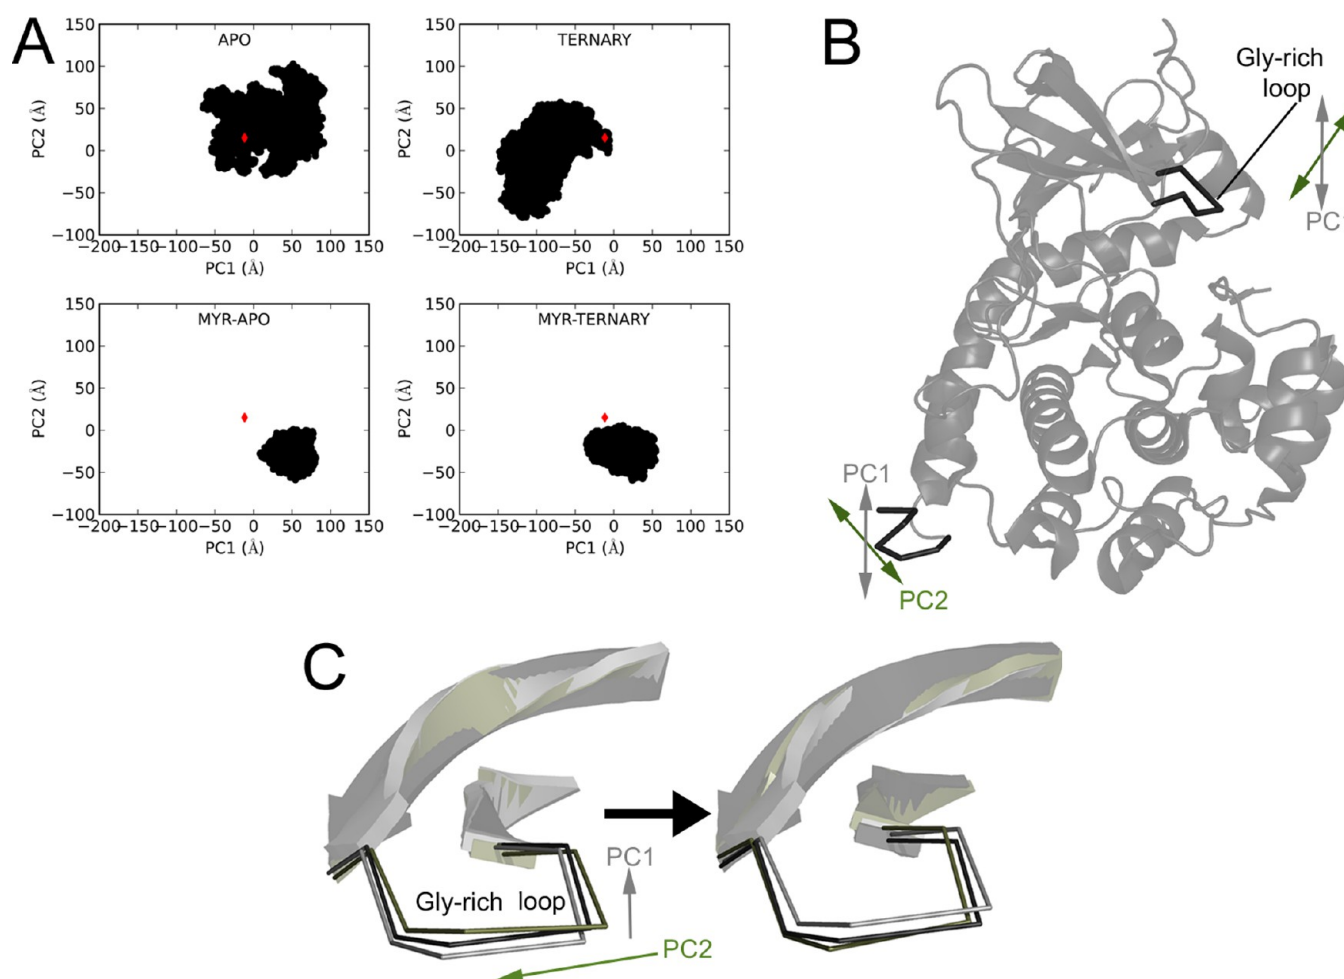 A
APO
150
100
50
0
−50
−100
PC2 (Å)
−200−150−100−50 0 50 100 150
PC1 (Å)
TERNARY
150
100
50
0
−50
−100
PC2 (Å)
−200−150−100−50 0 50 100 150
PC1 (Å)
MYR-APO
150
100
50
0
−50
−100
PC2 (Å)
−200−150−100−50 0 50 100 150
PC1 (Å)
MYR-TERNARY
150
100
50
0
−50
−100
PC2 (Å)
−200−150−100−50 0 50 100 150
PC1 (Å)
B
Gly-rich
loop
PC
PC1
PC2
C
Gly-rich loop
PC1
PC2